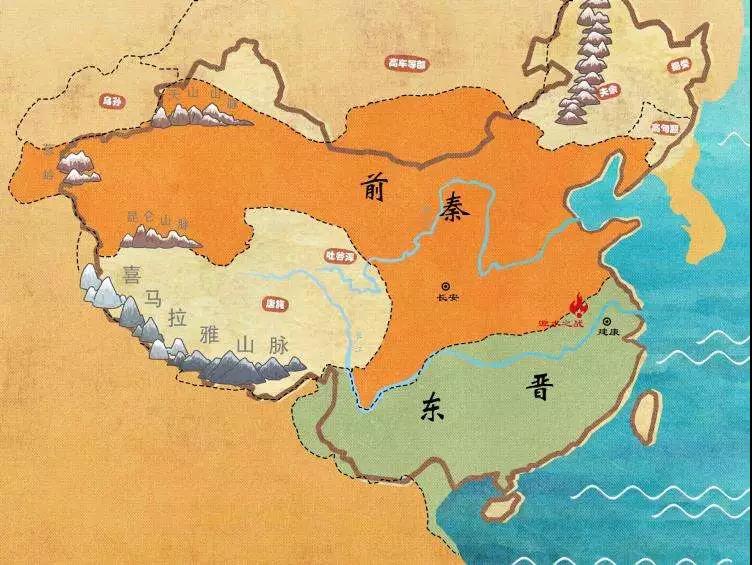 高车等部
乌孙
天山山脉
夫余
高句丽
葱岭
前秦
昆仑山脉
吐谷浑
唐旄
喜马拉雅山脉
长安
淝水之战
建康
东晋